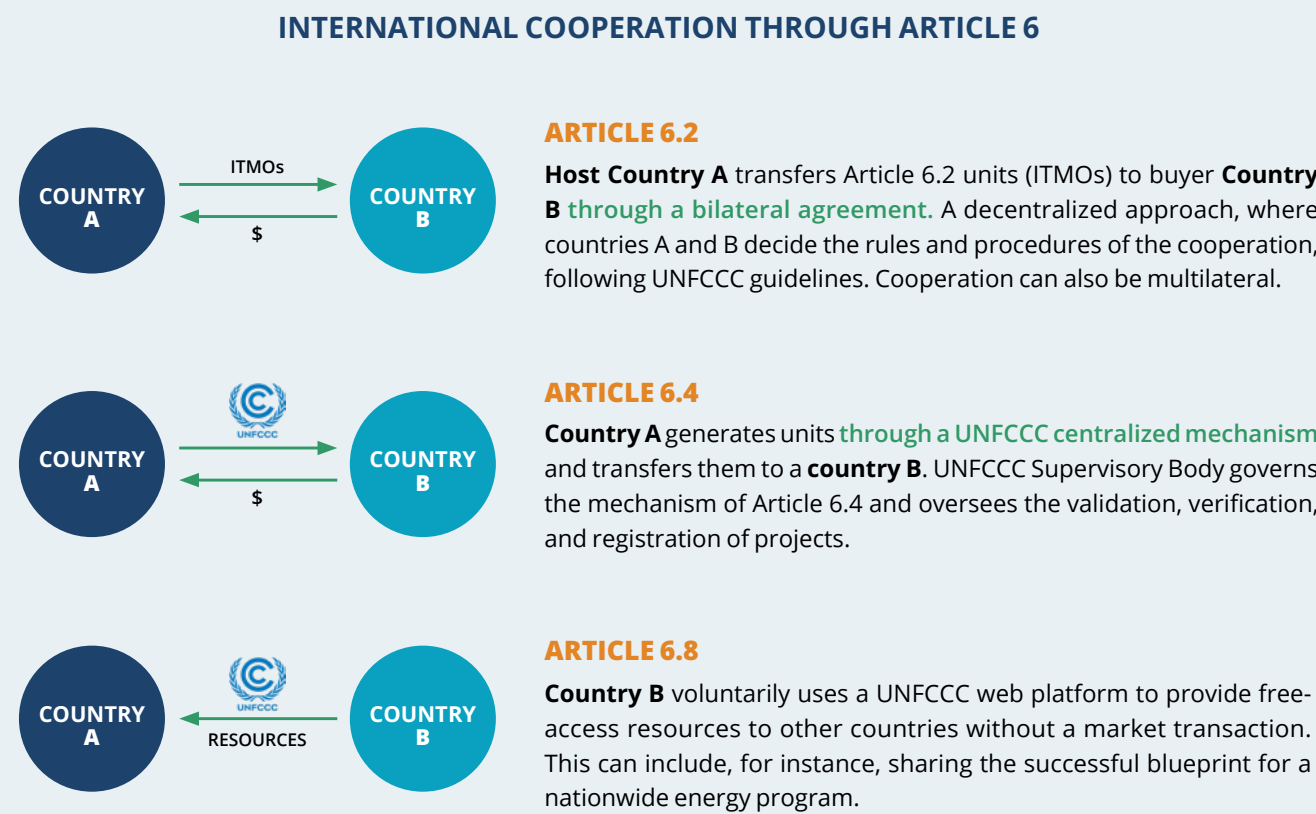 INTERNATIONAL COOPERATION THROUGH ARTICLE 6
COUNTRY
A
ITMOs
$
COUNTRY
B
ARTICLE 6.2
Host Country A transfers Article 6.2 units (ITMOs) to buyer Country
B through a bilateral agreement. A decentralized approach, where
countries A and B decide the rules and procedures of the cooperation,
following UNFCCC guidelines. Cooperation can also be multilateral.
COUNTRY
A
UNFCCC
$
COUNTRY
B
ARTICLE 6.4
Country A generates units through a UNFCCC centralized mechanism
and transfers them to a country B. UNFCCC Supervisory Body governs
the mechanism of Article 6.4 and oversees the validation, verification,
and registration of projects.
COUNTRY
A
UNFCCC
RESOURCES
COUNTRY
B
ARTICLE 6.8
Country B voluntarily uses a UNFCCC web platform to provide free-
access resources to other countries without a market transaction.
This can include, for instance, sharing the successful blueprint for a
nationwide energy program.